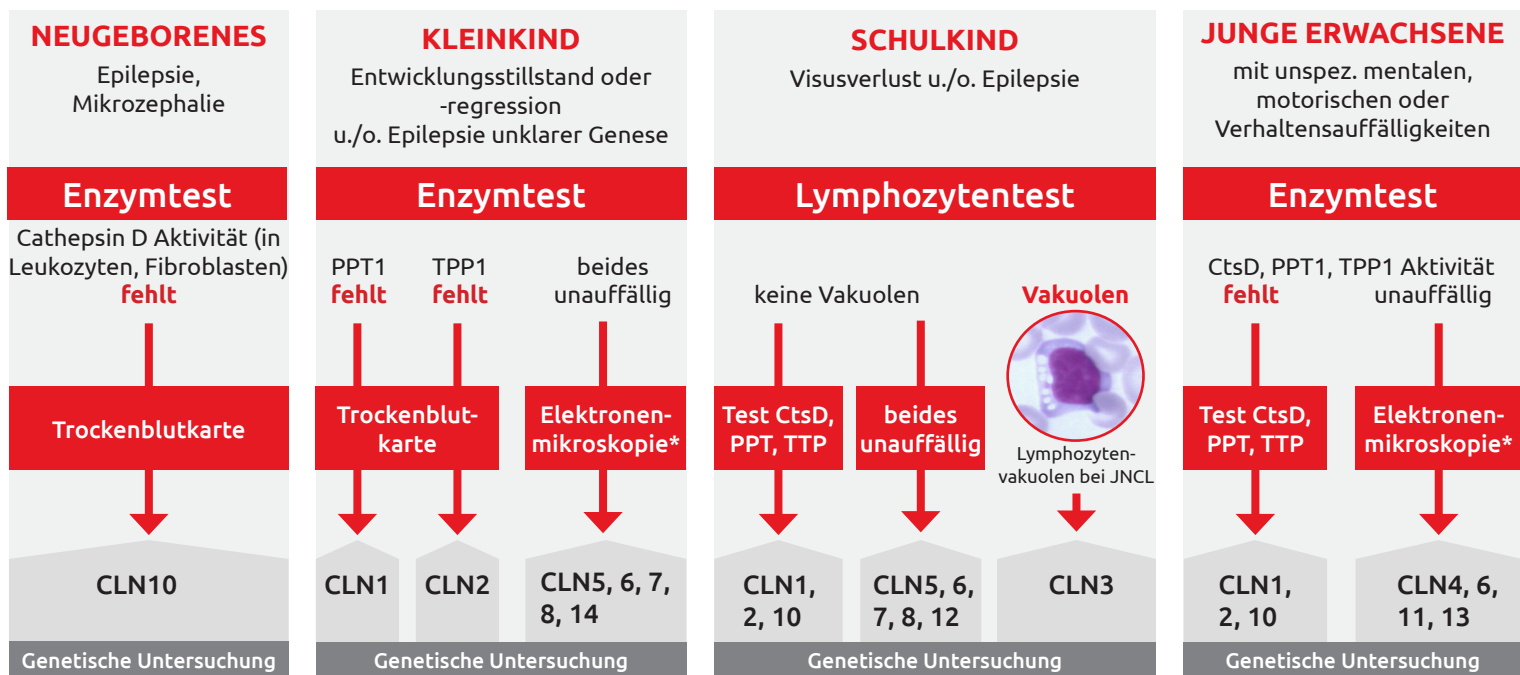 NEUGEBORENES
Epilepsie,
Mikrozephalie
Enzymtest
Cathepsin D Aktivität (in
Leukozyten, Fibroblasten)
fehlt
Trockenblutkarte
CLN10
Genetische Untersuchung
KLEINKIND
Entwicklungsstillstand oder
-regression
u./o. Epilepsie unklarer Genese
Enzymtest
PPT1
fehlt
TPP1
fehlt
beides
unauffällig
Trockenblut-
karte
Elektronen-
mikroskopie*
CLN1
CLN2
CLN5, 6, 7,
8, 14
Genetische Untersuchung
SCHULKIND
Visusverlust u./o. Epilepsie
Lymphozytentest
keine Vakuolen
Vakuolen
Test CtsD,
PPT, TTP
beides
unauffällig
Lymphozyten-
vakuolen bei JNCL
CLN1,
2, 10
CLN5, 6,
7, 8, 12
CLN3
Genetische Untersuchung
JUNGE ERWACHSENE
mit unspez. mentalen,
motorischen oder
Verhaltensauffälligkeiten
Enzymtest
CtsD, PPT1, TPP1 Aktivität
fehlt
unauffällig
Test CtsD,
PPT, TTP
Elektronen-
mikroskopie*
CLN1,
2, 10
CLN4, 6,
11, 13
Genetische Untersuchung